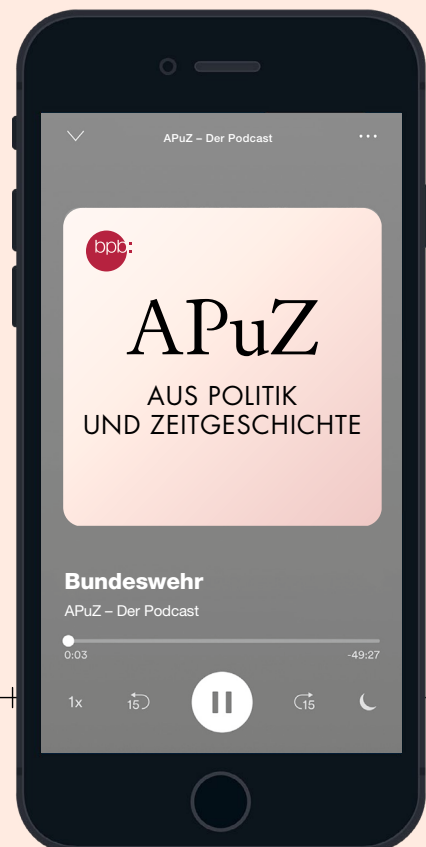 APuZ – Der Podcast
bpb:
APuZ
AUS POLITIK
UND ZEITGESCHICHTE
Bundeswehr
APuZ – Der Podcast
0:03
-49:27
1x
15
15